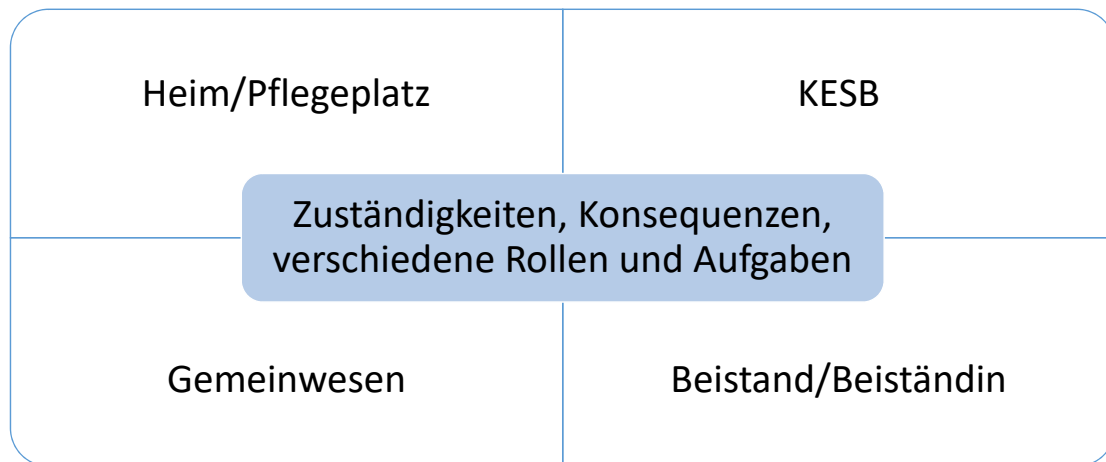 Heim/Pflegeplatz
KESB
Zuständigkeiten, Konsequenzen,
verschiedene Rollen und Aufgaben
Gemeinwesen
Beistand/Beiständin